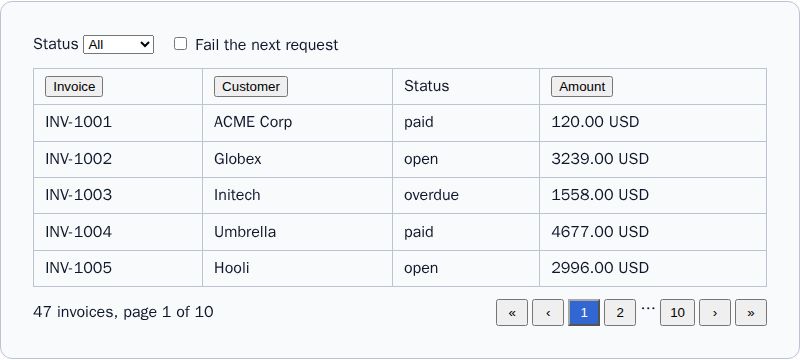 Status All Fail the next request
Invoice Customer Status Amount
INV-1001 ACME Corp paid 120.00 USD
INV-1002 Globex open 3239.00 USD
INV-1003 Initech overdue 1558.00 USD
INV-1004 Umbrella paid 4677.00 USD
INV-1005 Hooli open 2996.00 USD
47 invoices, page 1 of 10 « ‹ 1 2 … 10 › »